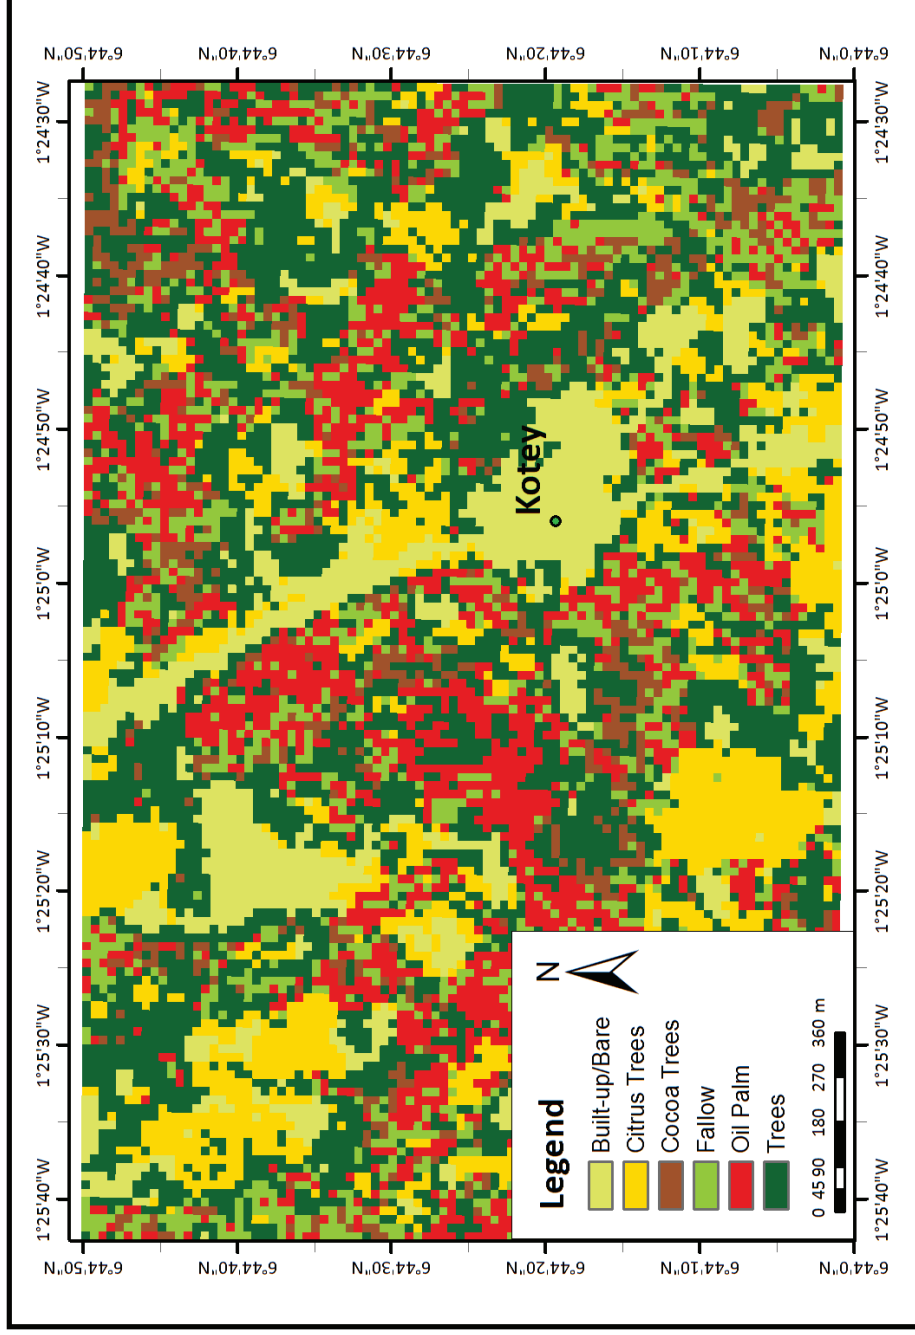 1°25'40"W 1°25'30"W 1°25'20"W 1°25'10"W 1°25'0"W 1°24'50"W 1°24'40"W 1°24'30"W
6°44'50"N 6°44'50"N
6°44'40"N 6°44'40"N
6°44'30"N 6°44'30"N
6°44'20"N 6°44'20"N
6°44'10"N 6°44'10"N
6°44'0"N 6°44'0"N
Kotey
N
Legend
Built-up/Bare
Citrus Trees
Cocoa Trees
Fallow
Oil Palm
Trees
0 45 90 180 270 360 m
1°25'40"W 1°25'30"W 1°25'20"W 1°25'10"W 1°25'0"W 1°24'50"W 1°24'40"W 1°24'30"W